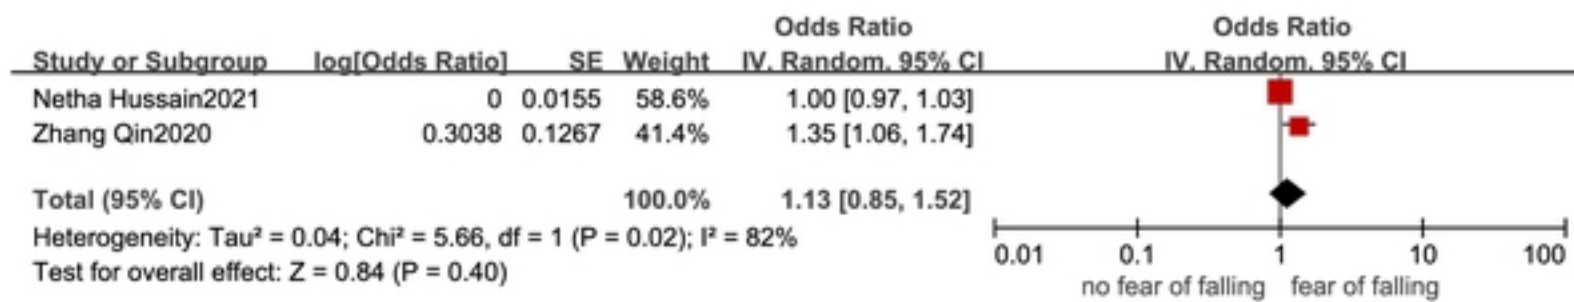 Odds Ratio Odds Ratio
Study or Subgroup log[Odds Ratio] SE Weight IV, Random, 95% CI IV, Random, 95% CI
Netha Hussain2021 0 0.0155 58.6% 1.00 [0.97, 1.03]
Zhang Qin2020 0.3038 0.1267 41.4% 1.35 [1.06, 1.74]
Total (95% CI) 100.0% 1.13 [0.85, 1.52]
Heterogeneity: Tau² = 0.04; Chi² = 5.66, df = 1 (P = 0.02); I² = 82%
Test for overall effect: Z = 0.84 (P = 0.40)
0.01 0.1 1 10 100
no fear of falling fear of falling